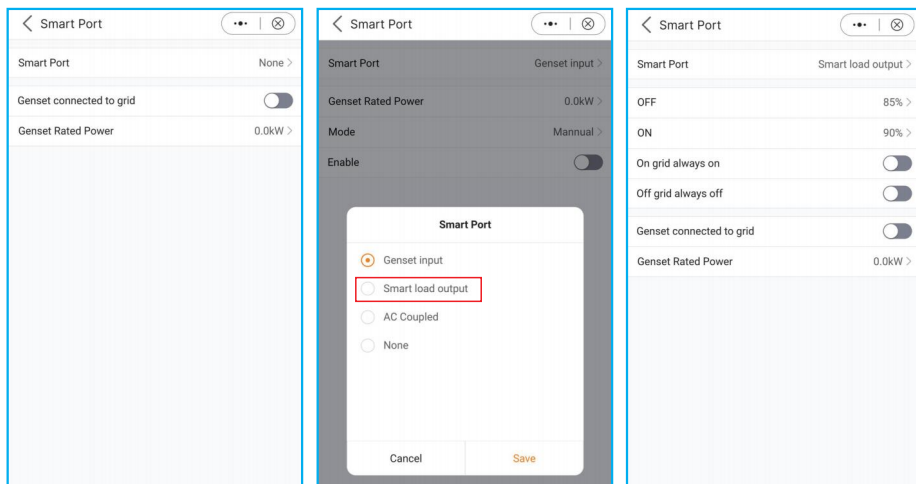 Smart Port
Smart Port None
Genset connected to grid
Genset Rated Power 0.0kW
Smart Port
Smart Port Genset input
Genset Rated Power 0.0kW
Mode Mannual
Enable
Smart Port
Genset input
Smart load output
AC Coupled
None
Cancel Save
Smart Port
Smart Port Smart load output
OFF 85%
ON 90%
On grid always on
Off grid always off
Genset connected to grid
Genset Rated Power 0.0kW